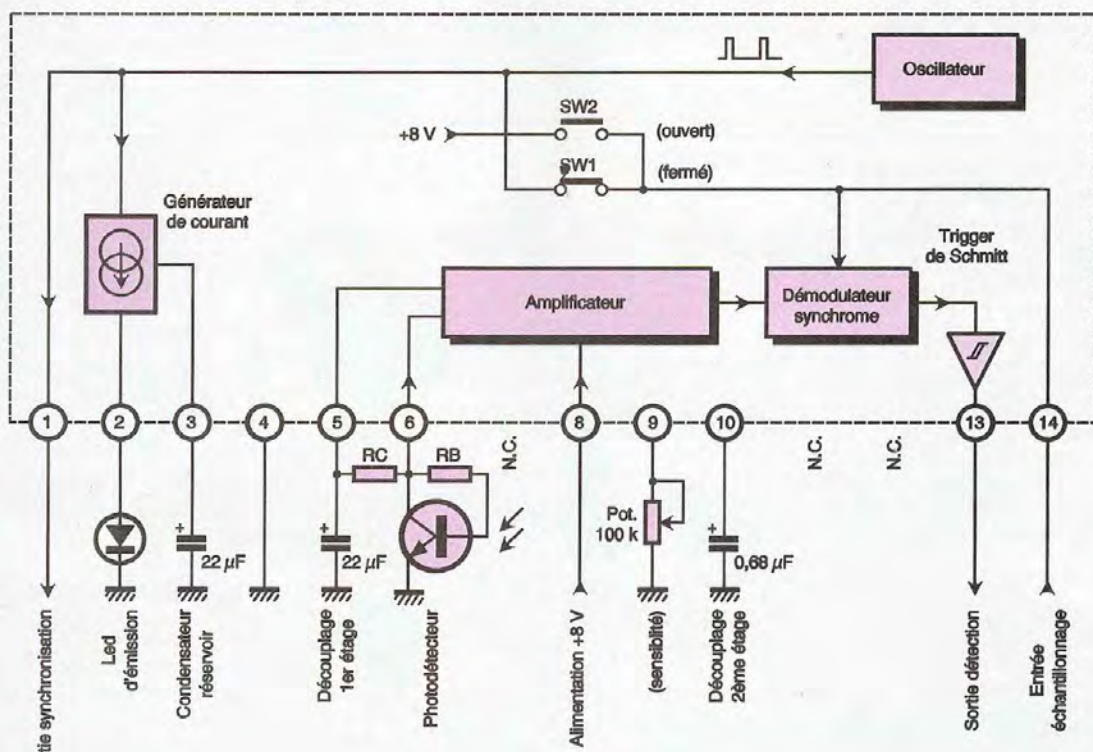 Oscillateur
SW2
+8 V
(ouvert)
SW1
(fermé)
Générateur
de courant
Trigger
de Schmitt
Amplificateur
Démodulateur
synchrome
1
2
3
4
5
6
N.C.
8
9
10
N.C.
N.C.
13
14
RC
RB
+
22 µF
+
22 µF
Pot.
100 k
+
0,68 µF
tie synchronisation
Led
d'émission
Condensateur
réservoir
Découplage
1er étage
Photodétecteur
Alimentation +8 V
(sensiblité)
Découplage
2ème étage
Sortie détection
Entrée
échantillonnage